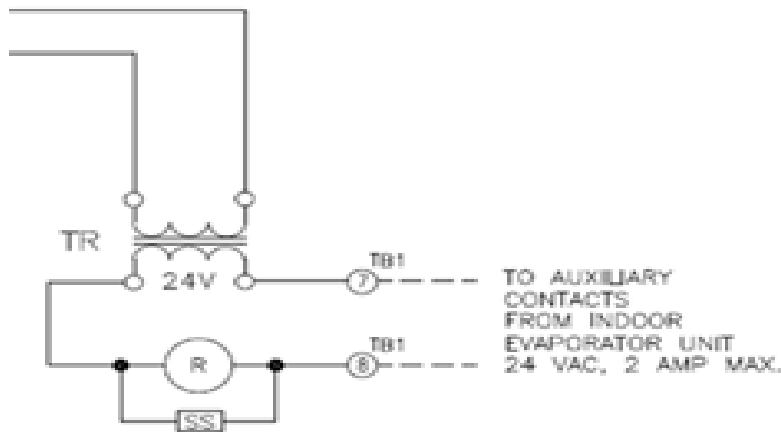 TR
24V
TB1
7
TO AUXILIARY
CONTACTS
FROM INDOOR
EVAPORATOR UNIT
24 VAC, 2 AMP MAX.
TB1
8
R
SS